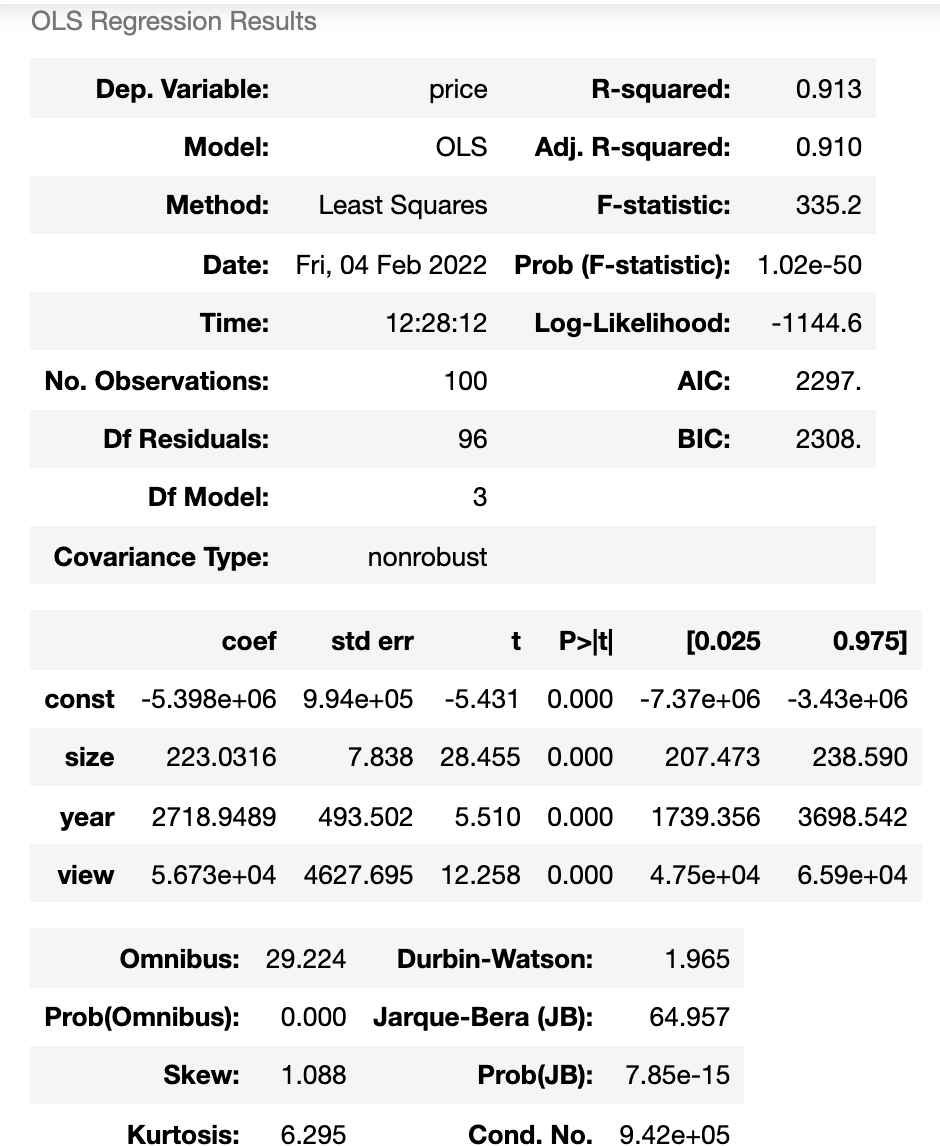 OLS Regression Results
Dep. Variable: price R-squared: 0.913
Model: OLS Adj. R-squared: 0.910
Method: Least Squares F-statistic: 335.2
Date: Fri, 04 Feb 2022 Prob (F-statistic): 1.02e-50
Time: 12:28:12 Log-Likelihood: -1144.6
No. Observations: 100 AIC: 2297.
Df Residuals: 96 BIC: 2308.
Df Model: 3
Covariance Type: nonrobust
coef std err t P>|t| [0.025 0.975]
const -5.398e+06 9.94e+05 -5.431 0.000 -7.37e+06 -3.43e+06
size 223.0316 7.838 28.455 0.000 207.473 238.590
year 2718.9489 493.502 5.510 0.000 1739.356 3698.542
view 5.673e+04 4627.695 12.258 0.000 4.75e+04 6.59e+04
Omnibus: 29.224 Durbin-Watson: 1.965
Prob(Omnibus): 0.000 Jarque-Bera (JB): 64.957
Skew: 1.088 Prob(JB): 7.85e-15
Kurtosis: 6.295 Cond. No. 9.42e+05